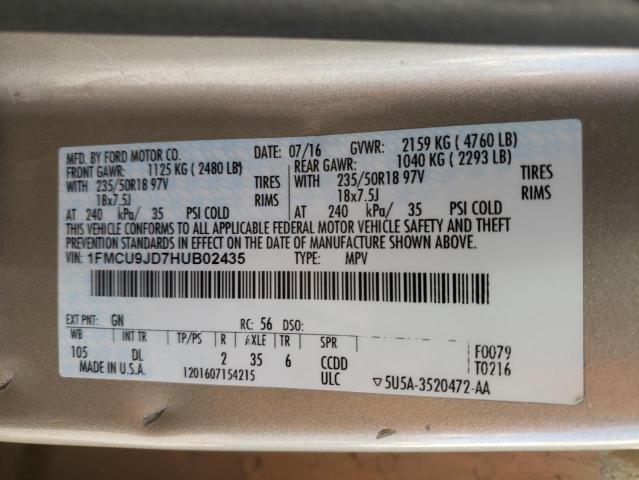 MFD. BY FORD MOTOR CO. DATE: 07/16 GVWR: 2159 KG ( 4760 LB)
FRONT GAWR: 1125 KG ( 2480 LB) REAR GAWR: 1040 KG ( 2293 LB)
WITH 235/50R18 97V TIRES WITH 235/50R18 97V TIRES
18x7.5J RIMS 18x7.5J RIMS
AT 240 kPa/ 35 PSI COLD AT 240 kPa/ 35 PSI COLD
THIS VEHICLE CONFORMS TO ALL APPLICABLE FEDERAL MOTOR VEHICLE SAFETY AND THEFT
PREVENTION STANDARDS IN EFFECT ON THE DATE OF MANUFACTURE SHOWN ABOVE.
VIN: 1FMCU9JD7HUB02435 TYPE: MPV
EXT PNT: GN RC: 56 DSO:
WB INT TR TP/PS R AXLE TR SPR
105 DL 2 35 6 CCDD F0079
MADE IN U.S.A. 1201607154215 ULC ▽5U5A-3520472-AA T0216